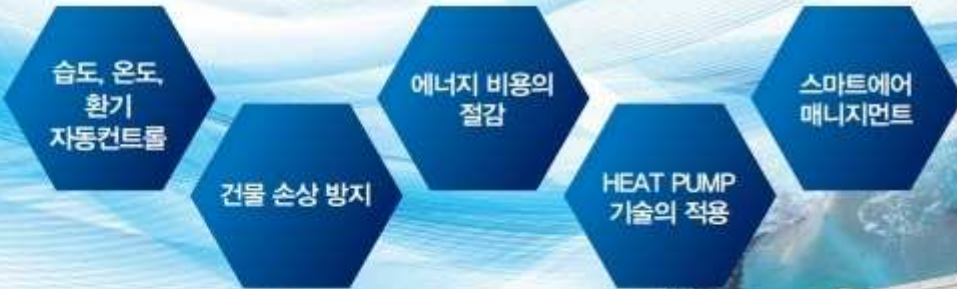 습도, 온도,
환기
자동컨트롤
건물 손상 방지
에너지 비용의
절감
HEAT PUMP
기술의 적용
스마트에어
매니지먼트